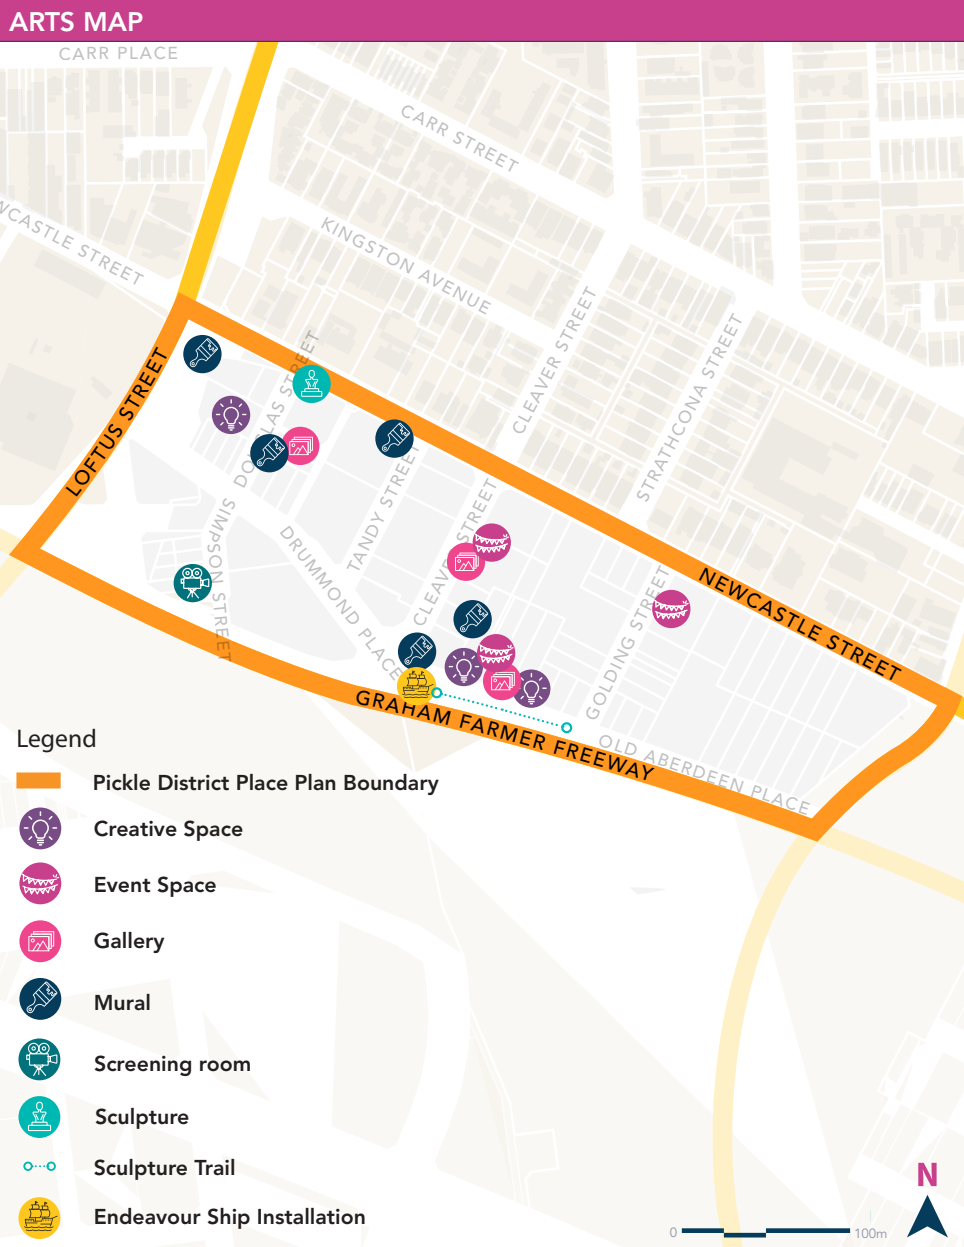 ARTS MAP
CARR PLACE
CARR STREET
WCASTLE STREET
KINGSTON AVENUE
CLEAVER STREET
STRATHCONA STREET
LOFTUS STREET
DOUGLAS STREET
SIMPSON STREET
DRUMMOND PLACE
TANDY STREET
CLEAVER STREET
GOLDING STREET
NEWCASTLE STREET
GRAHAM FARMER FREEWAY
OLD ABERDEEN PLACE
Legend
Pickle District Place Plan Boundary
Creative Space
Event Space
Gallery
Mural
Screening room
Sculpture
Sculpture Trail
Endeavour Ship Installation
N
0 100m